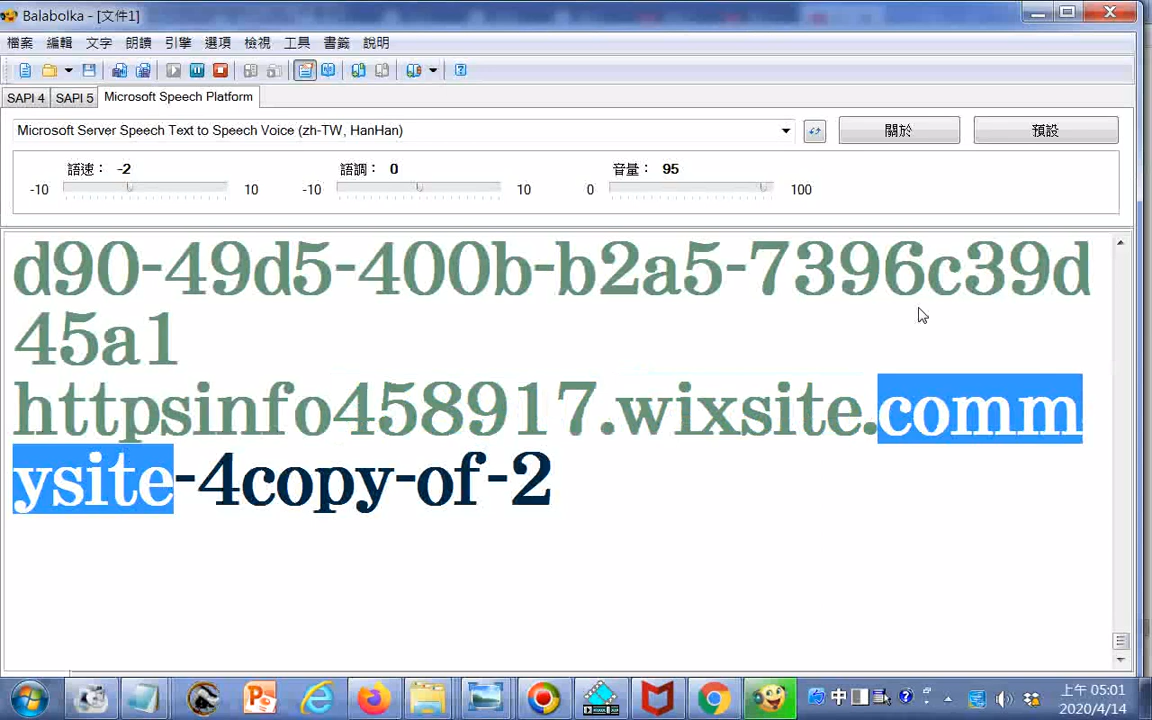 Balabolka - [文件1]
檔案 編輯 文字 朗讀 引擎 選項 檢視 工具 書籤 說明
SAPI 4 SAPI 5 Microsoft Speech Platform
Microsoft Server Speech Text to Speech Voice (zh-TW, HanHan) 關於 預設
語速： -2 語調： 0 音量： 95
-10 10 -10 10 0 100
d90-49d5-400b-b2a5-7396c39d
45a1
httpsinfo458917.wixsite.comm
ysite-4copy-of-2
中 上午 05:01
2020/4/14